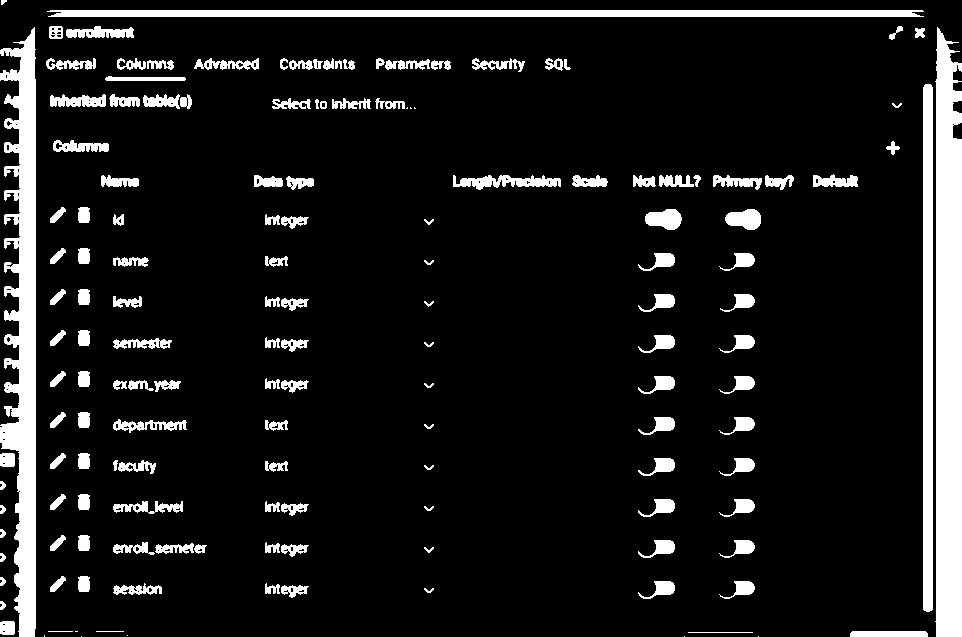 enrollment
General Columns Advanced Constraints Parameters Security SQL
Inherited from table(s) Select to inherit from...
Columns
Name Data type Length/Precision Scale Not NULL? Primary key? Default
id integer
name text
level integer
semester integer
exam_year integer
department text
faculty text
enroll_level integer
enroll_semeter integer
session integer